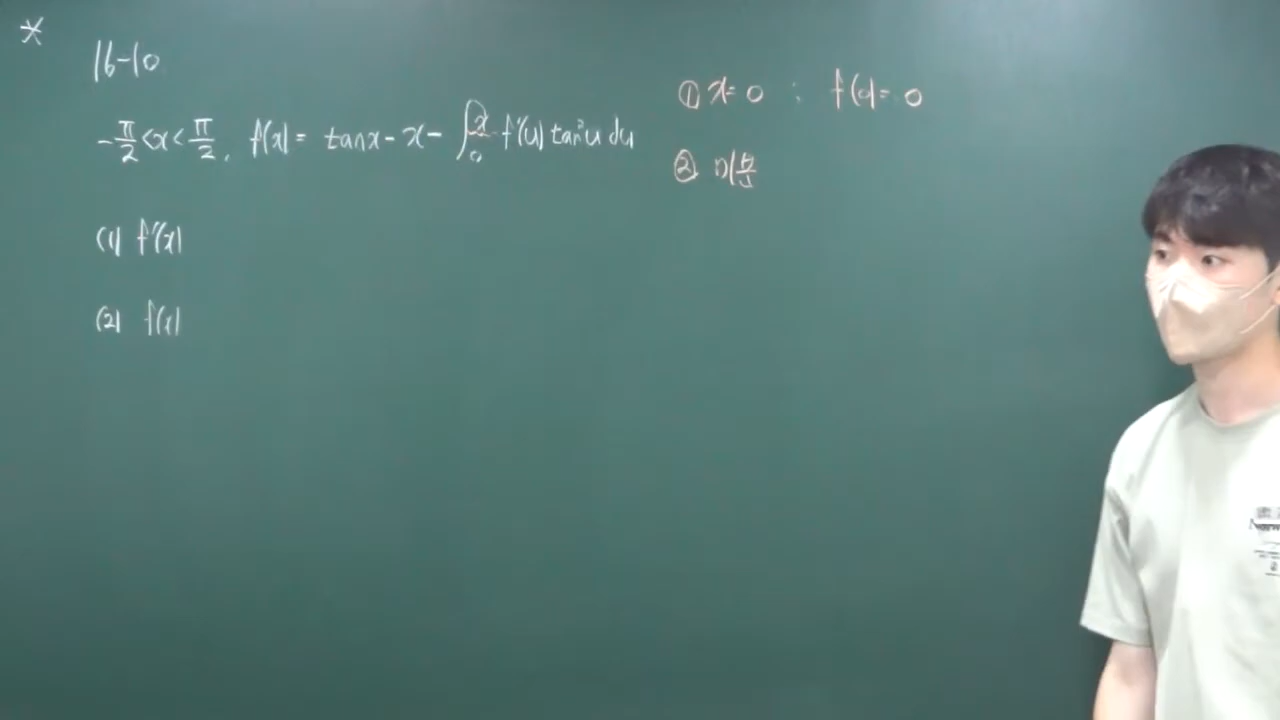 *
16-10
-π/2<x<π/2, f(x)= tanx-x-∫₀ˣ f'(u) tan²u du
(1) f'(x)
(2) f(x)
① x=0 ; f(0)=0
② 미분